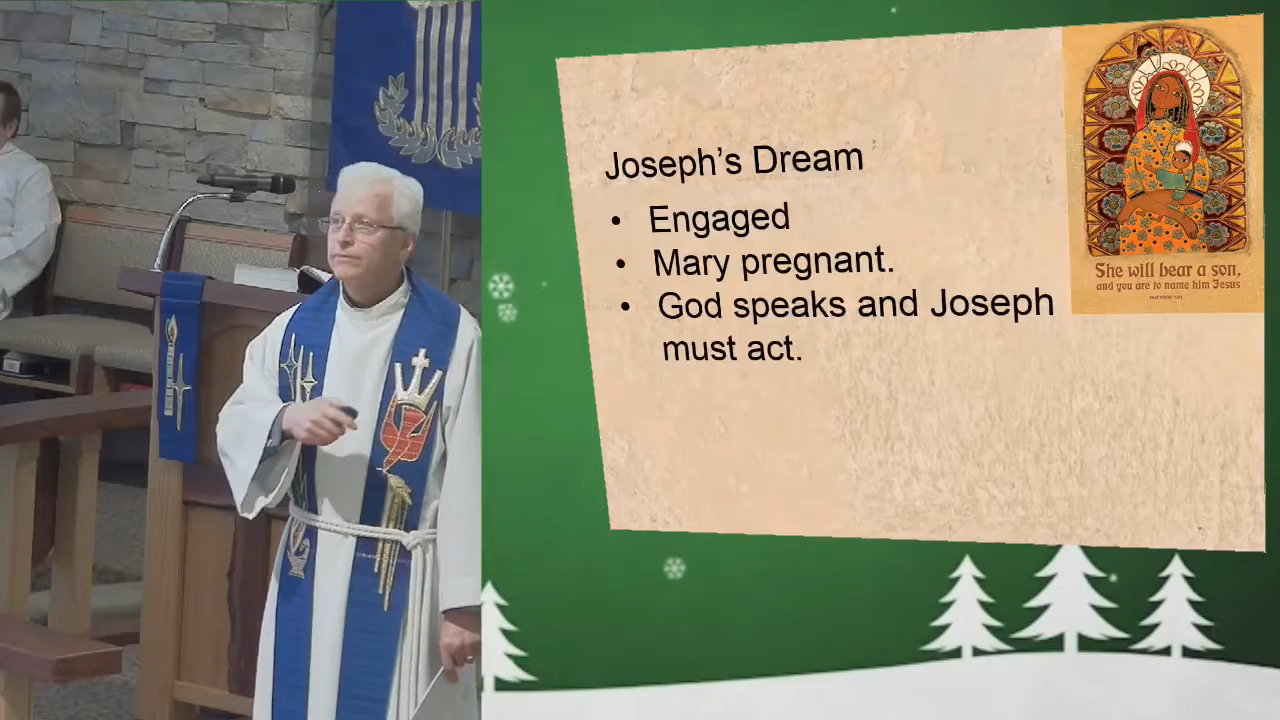 Joseph's Dream
• Engaged
• Mary pregnant.
• God speaks and Joseph
must act.
She will bear a son,
and you are to name him Jesus